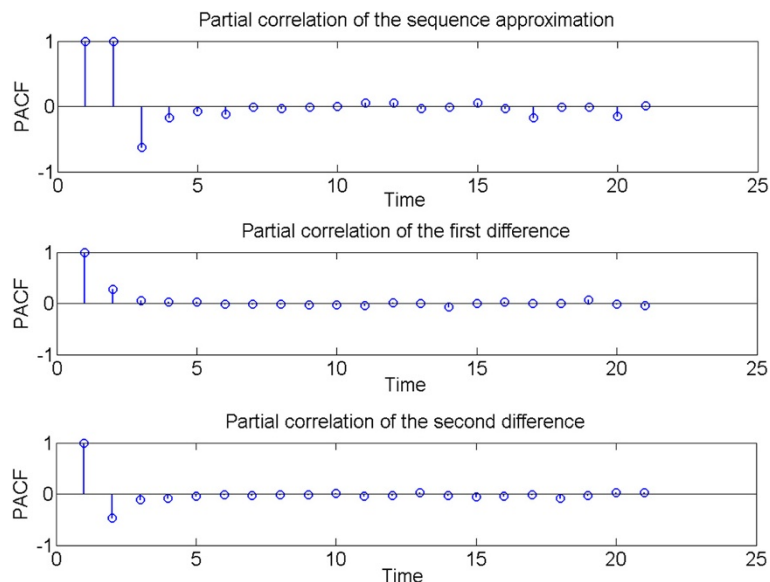 Partial correlation of the sequence approximation
1
0
-1
PACF
0 5 10 15 20 25
Time
Partial correlation of the first difference
1
0
-1
PACF
0 5 10 15 20 25
Time
Partial correlation of the second difference
1
0
-1
PACF
0 5 10 15 20 25
Time